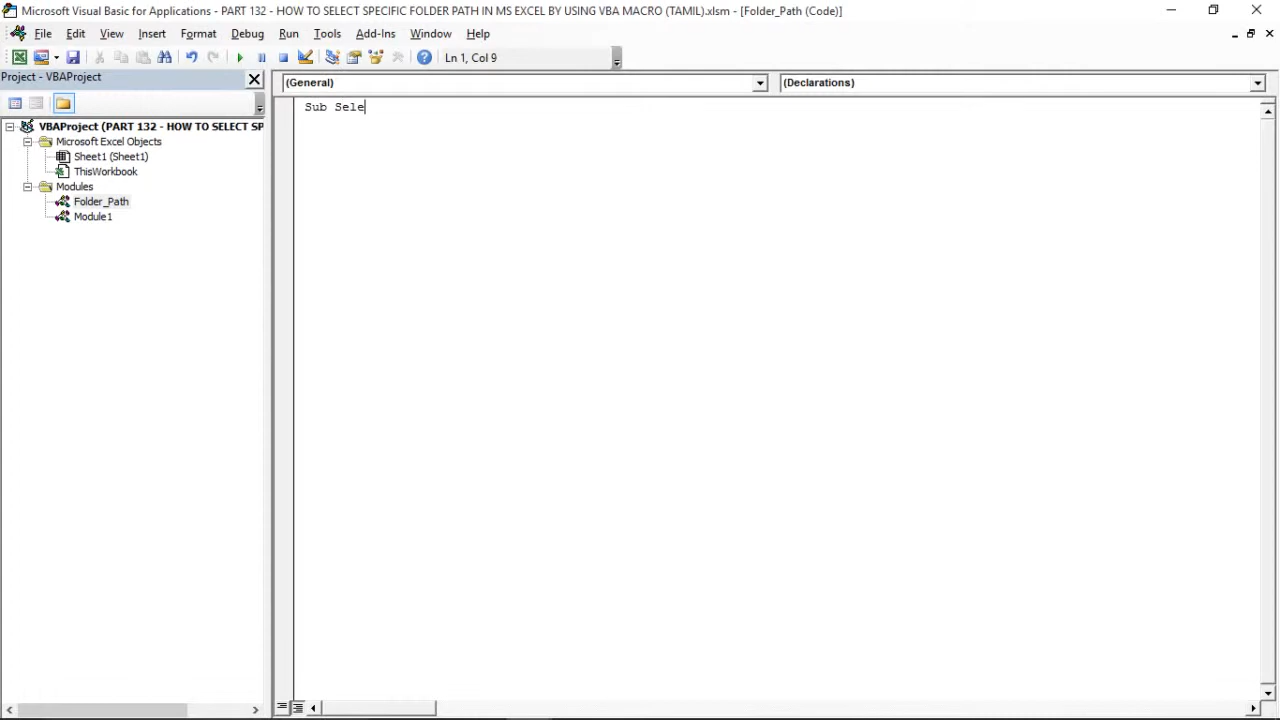 Microsoft Visual Basic for Applications - PART 132 - HOW TO SELECT SPECIFIC FOLDER PATH IN MS EXCEL BY USING VBA MACRO (TAMIL).xlsm - [Folder_Path (Code)]
File Edit View Insert Format Debug Run Tools Add-Ins Window Help
Ln 1, Col 9
Project - VBAProject
(General)
(Declarations)
Sub Sele
VBAProject (PART 132 - HOW TO SELECT SP
Microsoft Excel Objects
Sheet1 (Sheet1)
ThisWorkbook
Modules
Folder_Path
Module1